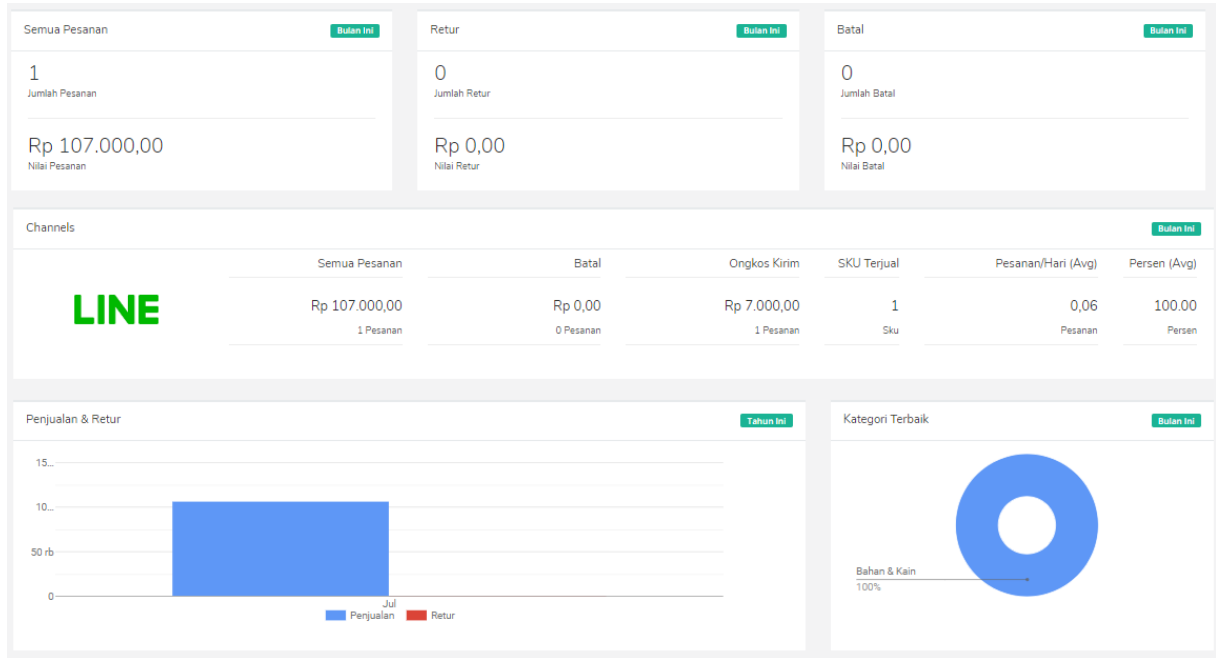 Semua Pesanan
Bulan Ini
1
Jumlah Pesanan
Rp 107.000,00
Nilai Pesanan
Retur
Bulan Ini
0
Jumlah Retur
Rp 0,00
Nilai Retur
Batal
Bulan Ini
0
Jumlah Batal
Rp 0,00
Nilai Batal
Channels
Bulan Ini
Semua Pesanan Batal Ongkos Kirim SKU Terjual Pesanan/Hari (Avg) Persen (Avg)
LINE Rp 107.000,00 Rp 0,00 Rp 7.000,00 1 0,06 100.00
1 Pesanan 0 Pesanan 1 Pesanan Sku Pesanan Persen
Penjualan & Retur
Tahun Ini
15...
10...
50 rb
0
Jul
Penjualan Retur
Kategori Terbaik
Bulan Ini
Bahan & Kain
100%